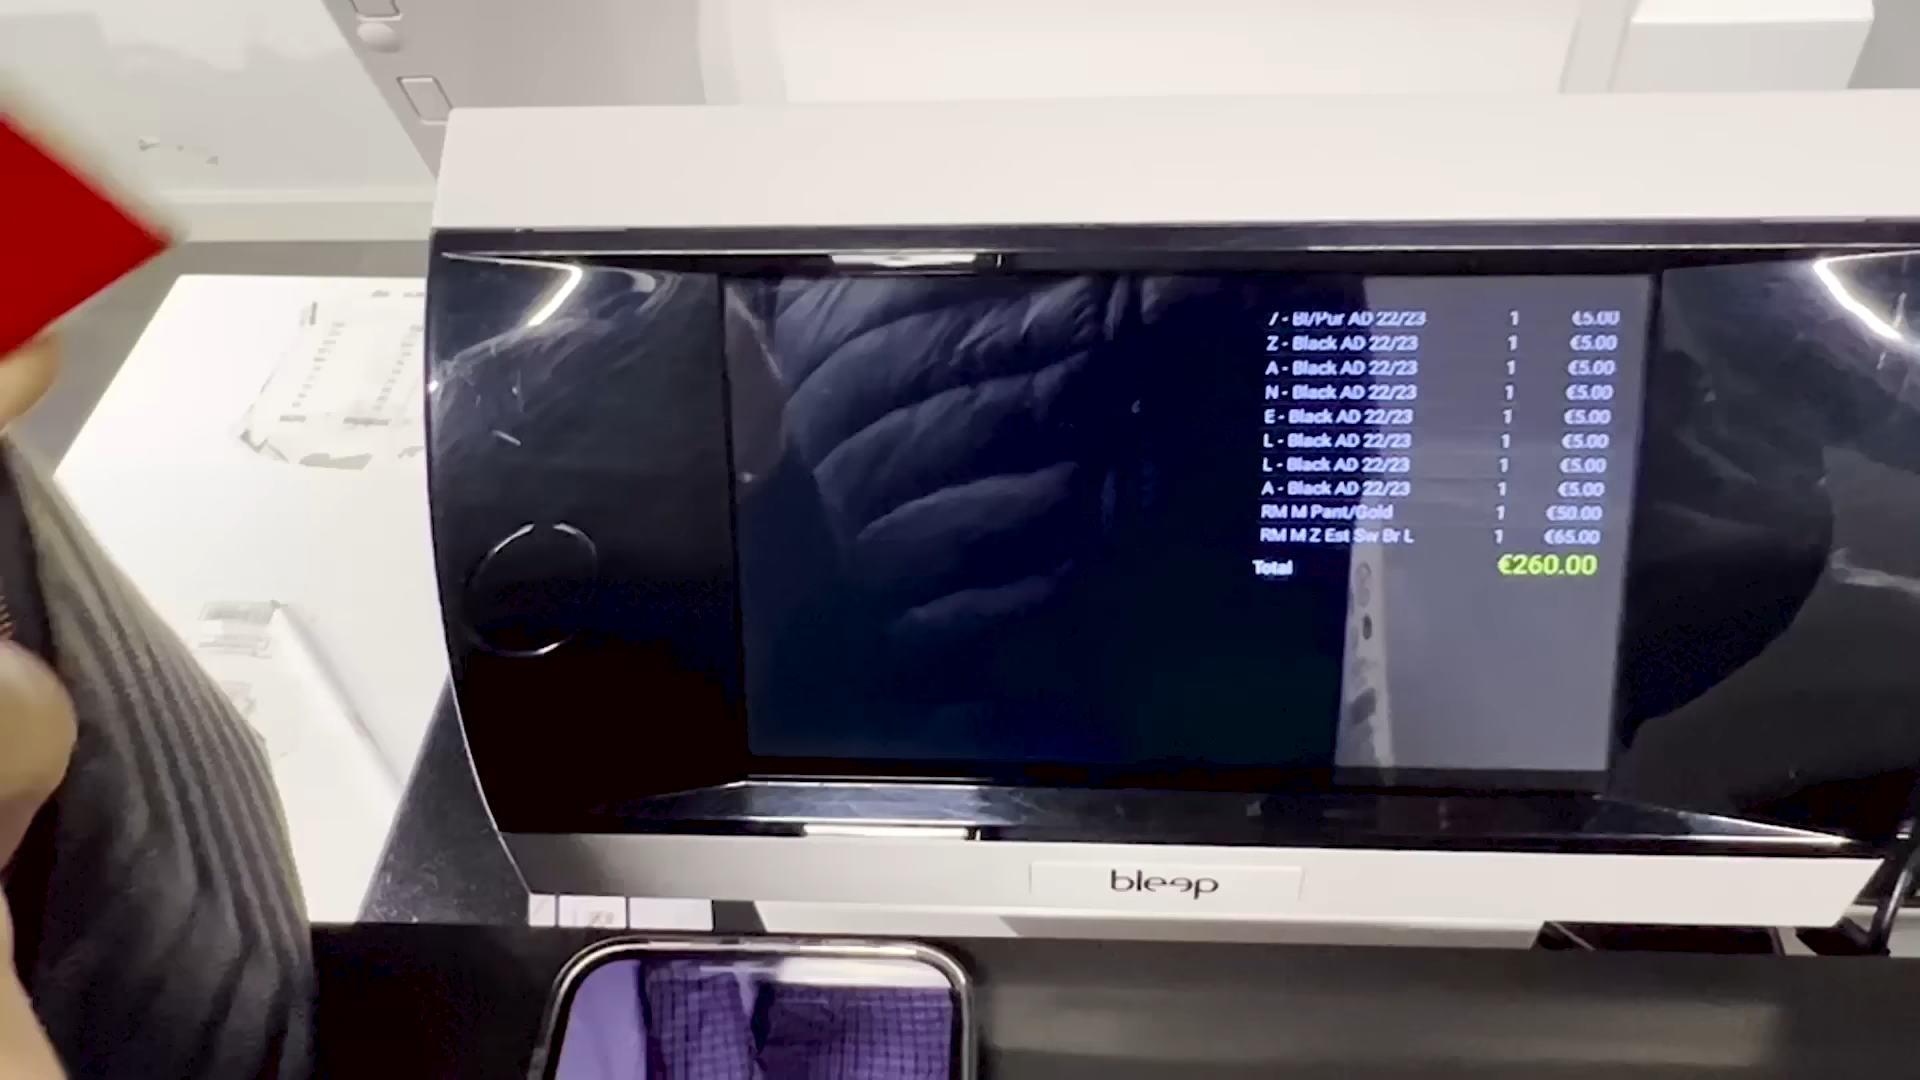 7 - Bl/Pur AD 22/23 1 €5.00
Z - Black AD 22/23 1 €5.00
A - Black AD 22/23 1 €5.00
N - Black AD 22/23 1 €5.00
E - Black AD 22/23 1 €5.00
L - Black AD 22/23 1 €5.00
L - Black AD 22/23 1 €5.00
A - Black AD 22/23 1 €5.00
RM M Pant/Gold 1 €50.00
RM M Z Est Sw Br L 1 €65.00
Total €260.00
bleep